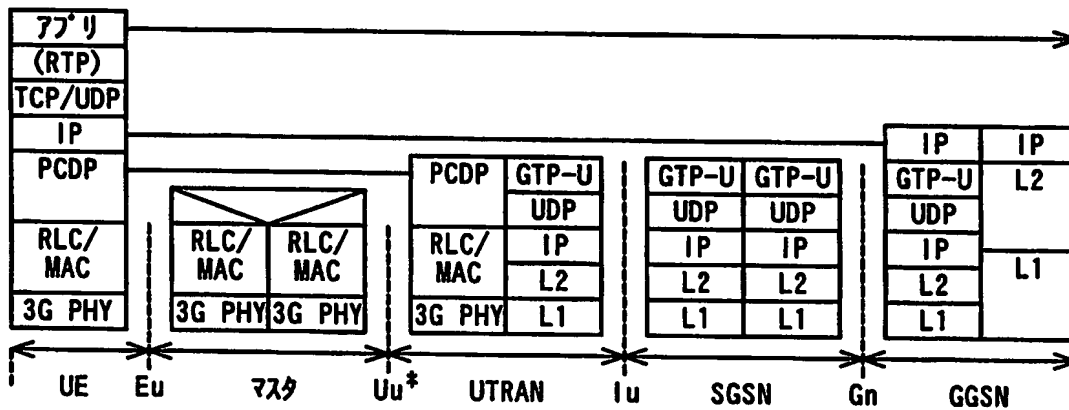 アプリ
(RTP)
TCP/UDP
IP IP IP
PCDP PCDP GTP-U GTP-U GTP-U GTP-U L2
UDP UDP UDP UDP
RLC/MAC RLC/MAC RLC/MAC RLC/MAC IP IP IP IP L1
L2 L2 L2 L2
3G PHY 3G PHY 3G PHY 3G PHY L1 L1 L1 L1
UE Eu マスタ Uu* UTRAN Iu SGSN Gn GGSN